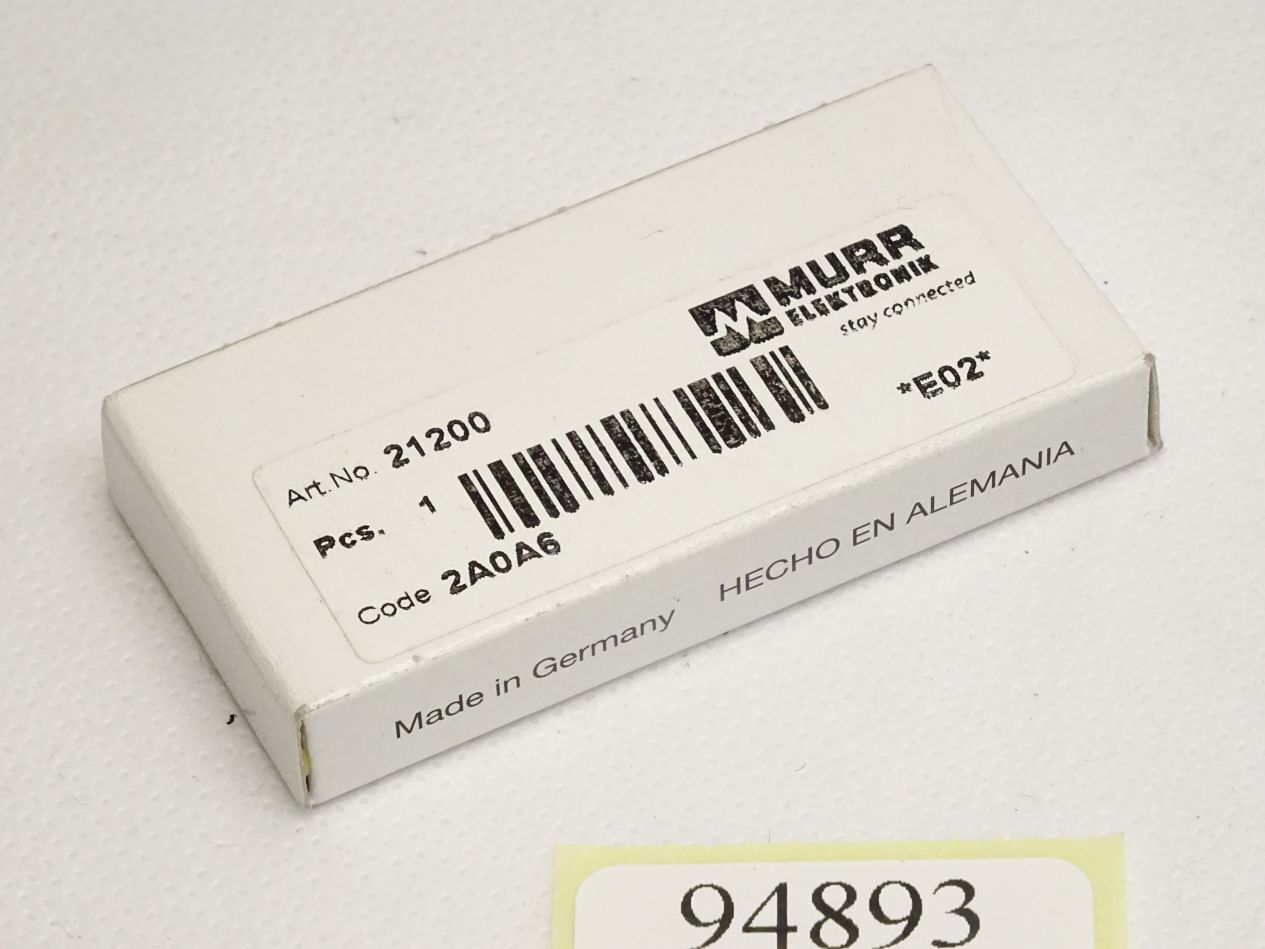 MURR
ELEKTRONIK
stay connected
Art.No. 21200
*E02*
Pcs. 1
Code 2A0A6
Made in Germany HECHO EN ALEMANIA
94893